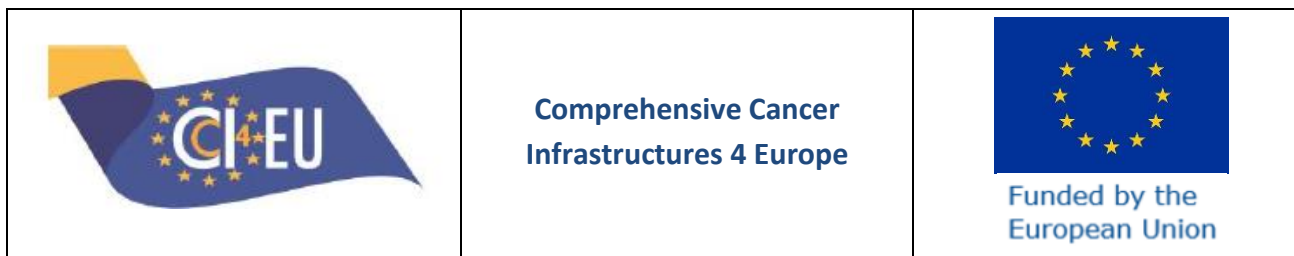 CCI4EU
Comprehensive Cancer
Infrastructures 4 Europe
Funded by the
European Union